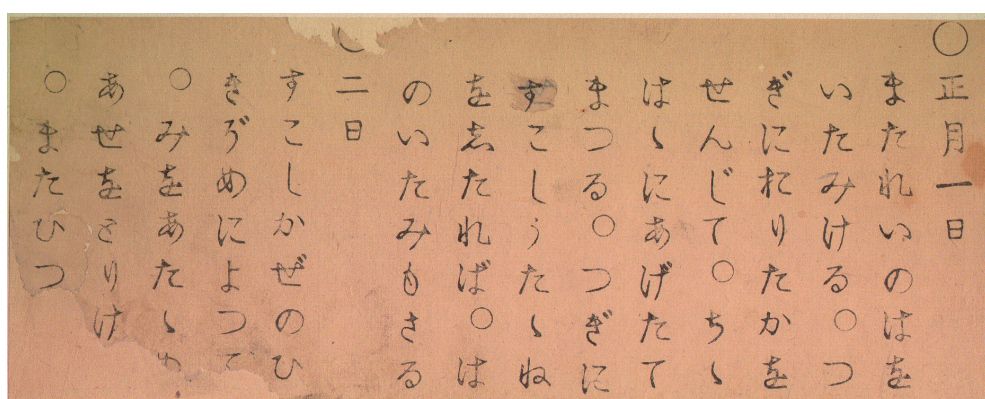 ○正月一日
またれいのはを
いたみける○つ
ぎにおりたかを
せんじて○ちゝ
はゝにあげたて
まつる○つぎに
すこしうたゝね
をしたれば○は
のいたみもさる
○二日
すこしかぜのひ
きぞめによつて
○みをあたゝめ
あせをとりけ
○またひつ